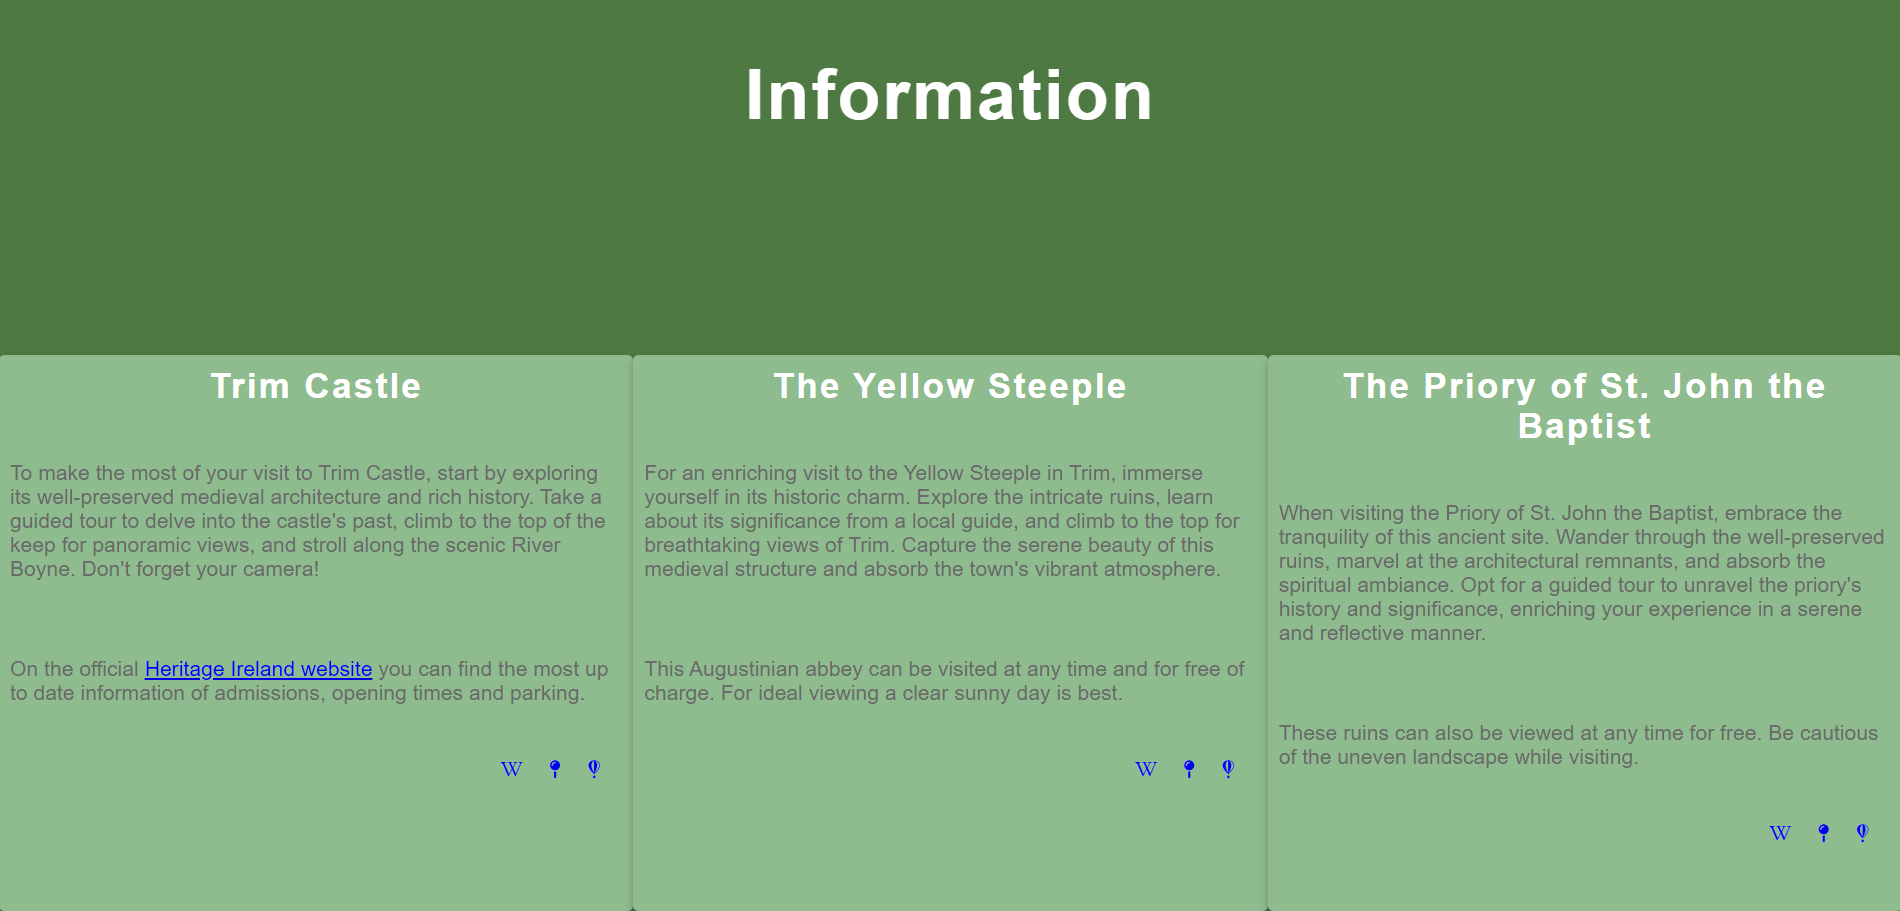 Information
Trim Castle
To make the most of your visit to Trim Castle, start by exploring
its well-preserved medieval architecture and rich history. Take a
guided tour to delve into the castle's past, climb to the top of the
keep for panoramic views, and stroll along the scenic River
Boyne. Don't forget your camera!
On the official Heritage Ireland website you can find the most up
to date information of admissions, opening times and parking.
W
The Yellow Steeple
For an enriching visit to the Yellow Steeple in Trim, immerse
yourself in its historic charm. Explore the intricate ruins, learn
about its significance from a local guide, and climb to the top for
breathtaking views of Trim. Capture the serene beauty of this
medieval structure and absorb the town's vibrant atmosphere.
This Augustinian abbey can be visited at any time and for free of
charge. For ideal viewing a clear sunny day is best.
W
The Priory of St. John the
Baptist
When visiting the Priory of St. John the Baptist, embrace the
tranquility of this ancient site. Wander through the well-preserved
ruins, marvel at the architectural remnants, and absorb the
spiritual ambiance. Opt for a guided tour to unravel the priory's
history and significance, enriching your experience in a serene
and reflective manner.
These ruins can also be viewed at any time for free. Be cautious
of the uneven landscape while visiting.
W